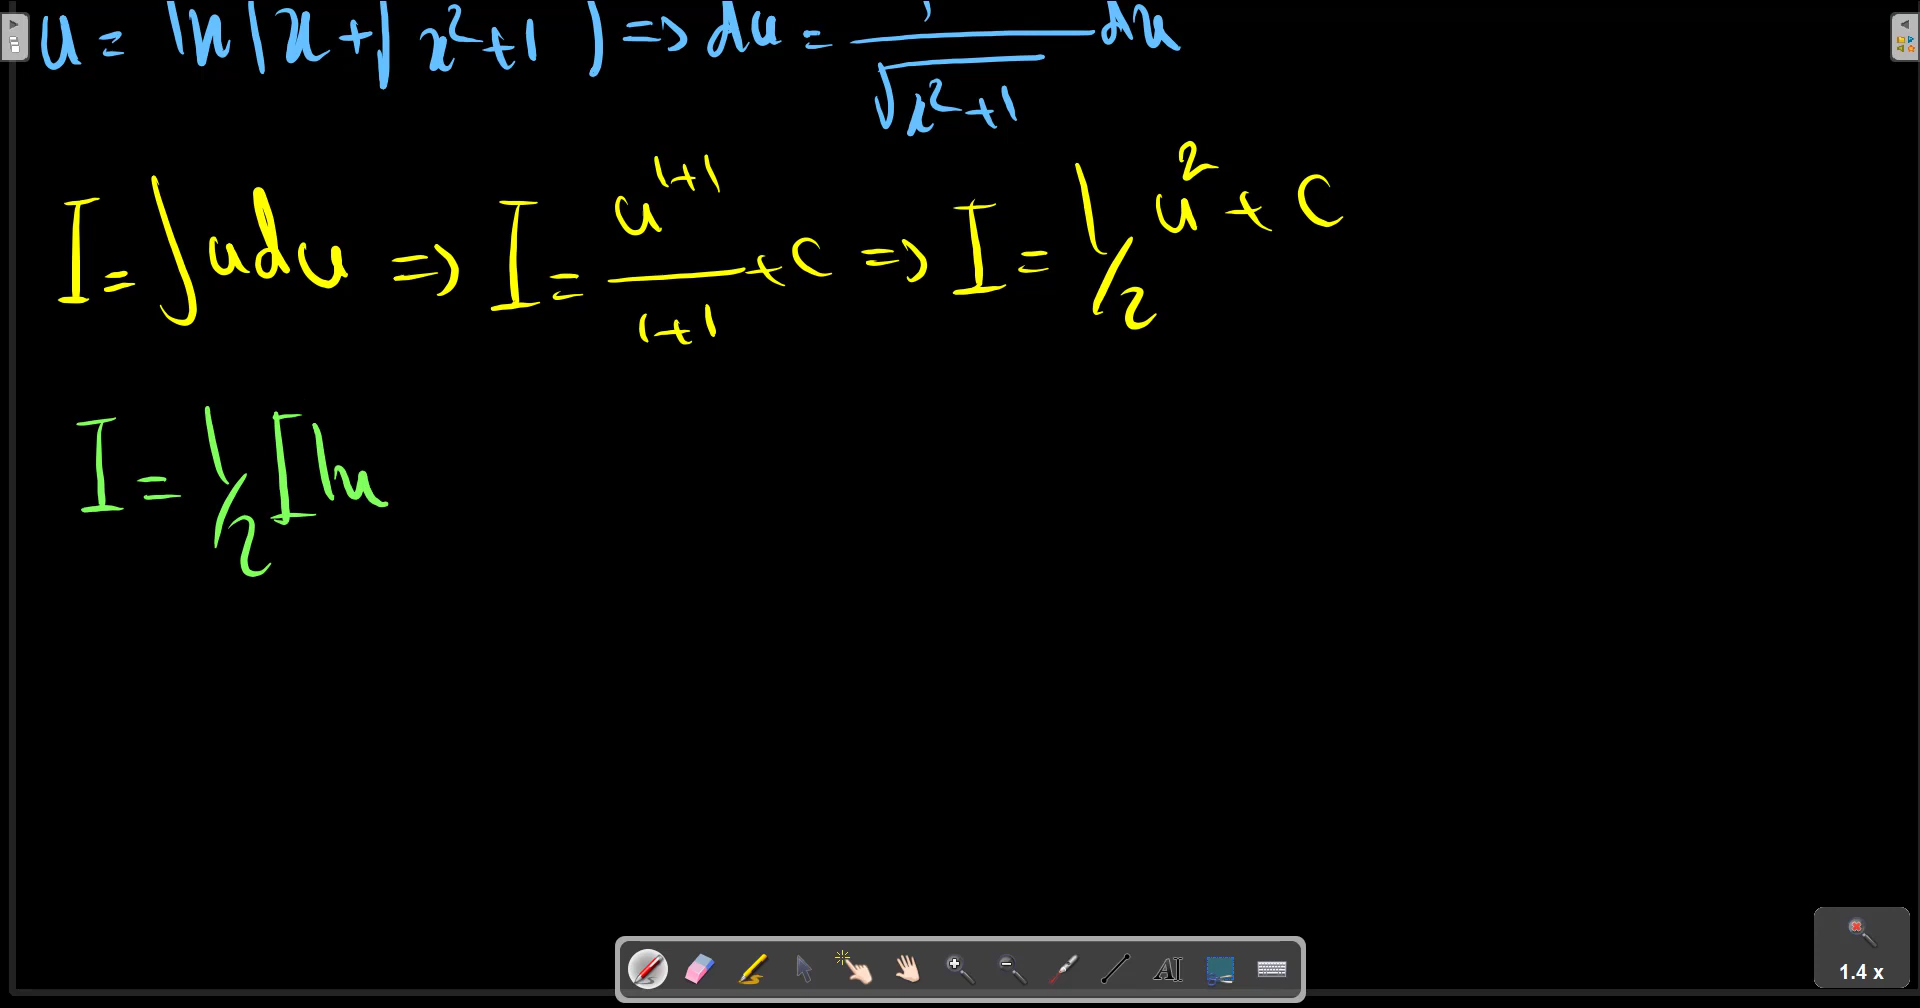 u = ln(x+√x²+1) => du = 1/√x²+1 dx
I = ∫udu => I = u¹⁺¹/1+1 + C => I = 1/2 u² + C
I = 1/2 [ln
1.4 x